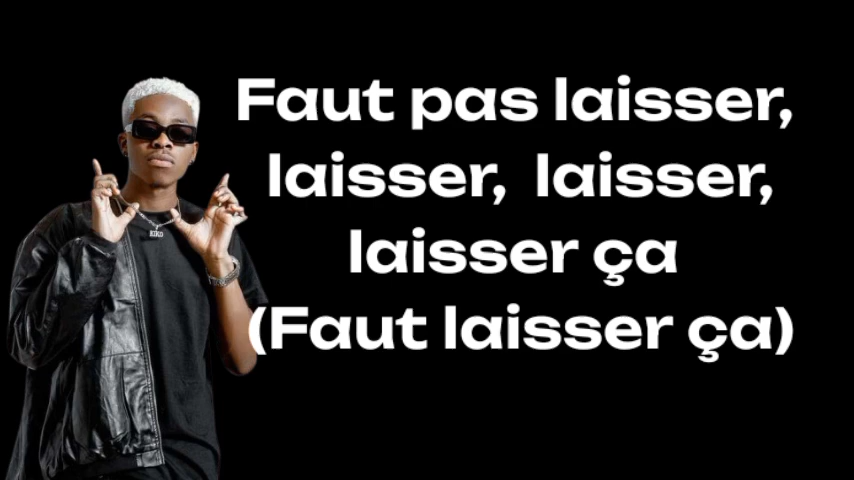 Faut pas laisser,
laisser, laisser,
laisser ça
(Faut laisser ça)